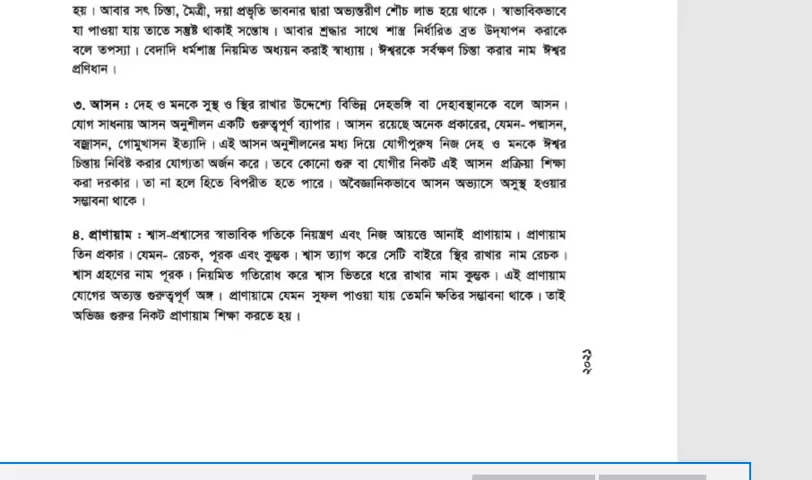 হয়। আবার সৎ চিন্তা, মৈত্রী, দয়া প্রভৃতি ভাবনার দ্বারা অভ্যন্তরীণ শৌচ লাভ হয়ে থাকে। স্বাভাবিকভাবে
যা পাওয়া যায় তাতে সন্তুষ্ট থাকাই সন্তোষ। আবার শ্রদ্ধার সাথে শাস্ত্র নির্ধারিত ব্রত উদ্‌যাপন করাকে
বলে তপস্যা। বেদাদি ধর্মশাস্ত্র নিয়মিত অধ্যয়ন করাই স্বাধ্যায়। ঈশ্বরকে সর্বক্ষণ চিন্তা করার নাম ঈশ্বর
প্রণিধান।
৩. আসন : দেহ ও মনকে সুস্থ ও স্থির রাখার উদ্দেশ্যে বিভিন্ন দেহভঙ্গি বা দেহাবস্থানকে বলে আসন।
যোগ সাধনায় আসন অনুশীলন একটি গুরুত্বপূর্ণ ব্যাপার। আসন রয়েছে অনেক প্রকারের, যেমন- পদ্মাসন,
বজ্রাসন, গোমুখাসন ইত্যাদি। এই আসন অনুশীলনের মধ্য দিয়ে যোগীপুরুষ নিজ দেহ ও মনকে ঈশ্বর
চিন্তায় নিবিষ্ট করার যোগ্যতা অর্জন করে। তবে কোনো গুরু বা যোগীর নিকট এই আসন প্রক্রিয়া শিক্ষা
করা দরকার। তা না হলে হিতে বিপরীত হতে পারে। অবৈজ্ঞানিকভাবে আসন অভ্যাসে অসুস্থ হওয়ার
সম্ভাবনা থাকে।
৪. প্রাণায়াম : শ্বাস-প্রশ্বাসের স্বাভাবিক গতিকে নিয়ন্ত্রণ এবং নিজ আয়ত্তে আনাই প্রাণায়াম। প্রাণায়াম
তিন প্রকার। যেমন- রেচক, পূরক এবং কুম্ভক। শ্বাস ত্যাগ করে সেটি বাইরে স্থির রাখার নাম রেচক।
শ্বাস গ্রহণের নাম পূরক। নিয়মিত গতিরোধ করে শ্বাস ভিতরে ধরে রাখার নাম কুম্ভক। এই প্রাণায়াম
যোগের অত্যন্ত গুরুত্বপূর্ণ অঙ্গ। প্রাণায়ামে যেমন সুফল পাওয়া যায় তেমনি ক্ষতির সম্ভাবনা থাকে। তাই
অভিজ্ঞ গুরুর নিকট প্রাণায়াম শিক্ষা করতে হয়।